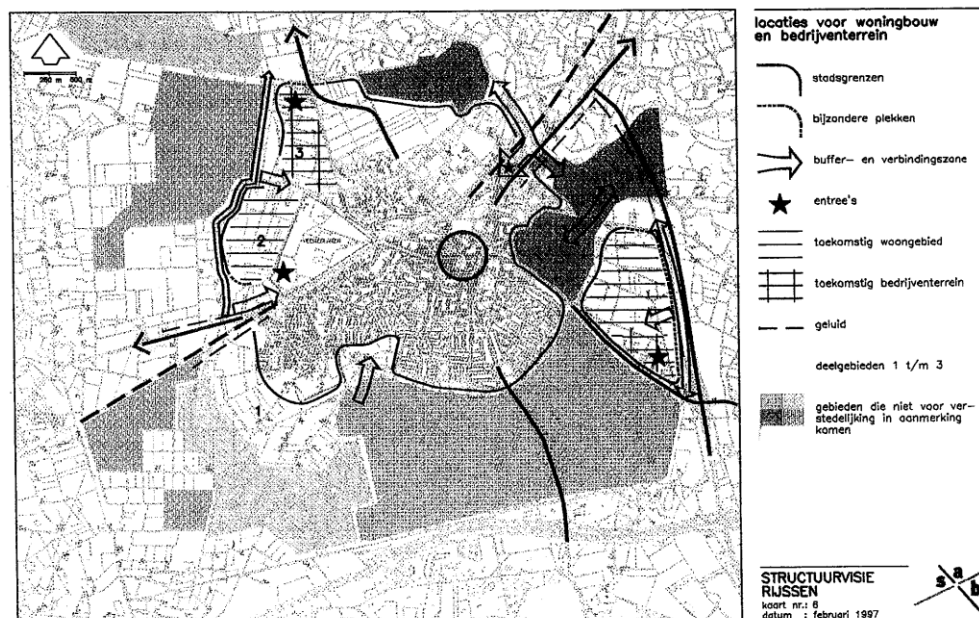 250 m 500 m
3
2
1
locaties voor woningbouw
en bedrijventerrein
stadsgrenzen
bijzondere plekken
buffer- en verbindingszone
entree's
toekomstig woongebied
toekomstig bedrijventerrein
geluid
deelgebieden 1 t/m 3
gebieden die niet voor ver-
stedelijking in aanmerking
komen
STRUCTUURVISIE
RIJSSEN
kaart nr.: 6
datum : februari 1997
s a b